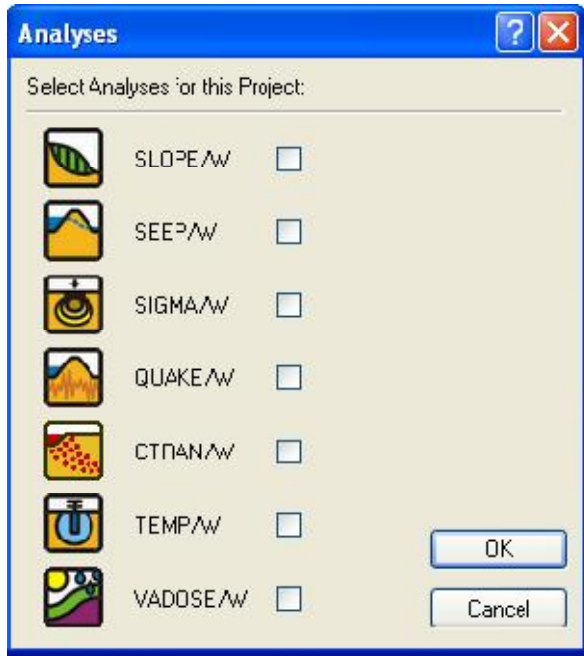 Analyses
Select Analyses for this Project:
SLOPE/W
SEEP/W
SIGMA/W
QUAKE/W
CTRAN/W
TEMP/W
VADOSE/W
OK
Cancel